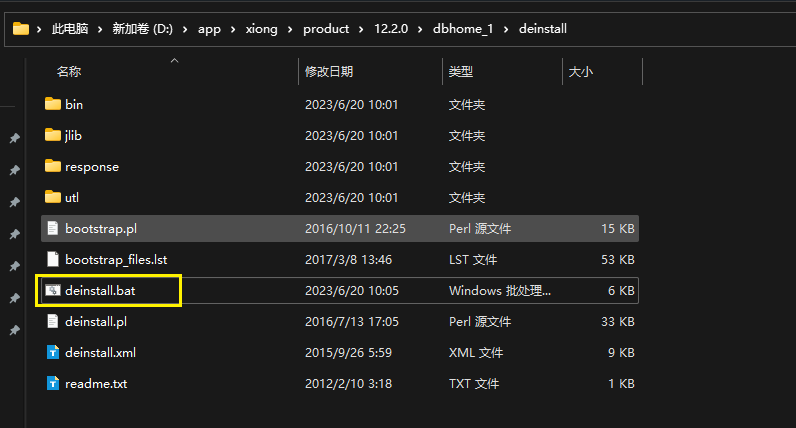 此电脑 > 新加卷 (D:) > app > xiong > product > 12.2.0 > dbhome_1 > deinstall
名称 修改日期 类型 大小
bin 2023/6/20 10:01 文件夹
jlib 2023/6/20 10:01 文件夹
response 2023/6/20 10:01 文件夹
utl 2023/6/20 10:01 文件夹
bootstrap.pl 2016/10/11 22:25 Perl 源文件 15 KB
bootstrap_files.lst 2017/3/8 13:46 LST 文件 53 KB
deinstall.bat 2023/6/20 10:05 Windows 批处理... 6 KB
deinstall.pl 2016/7/13 17:05 Perl 源文件 33 KB
deinstall.xml 2015/9/26 5:59 XML 文件 9 KB
readme.txt 2012/2/10 3:18 TXT 文件 1 KB